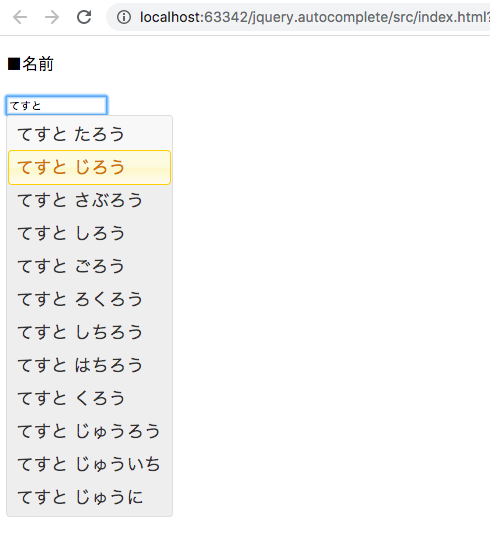 localhost:63342/jquery.autocomplete/src/index.html?
■名前
てすと
てすと たろう
てすと じろう
てすと さぶろう
てすと しろう
てすと ごろう
てすと ろくろう
てすと しちろう
てすと はちろう
てすと くろう
てすと じゅうろう
てすと じゅういち
てすと じゅうに